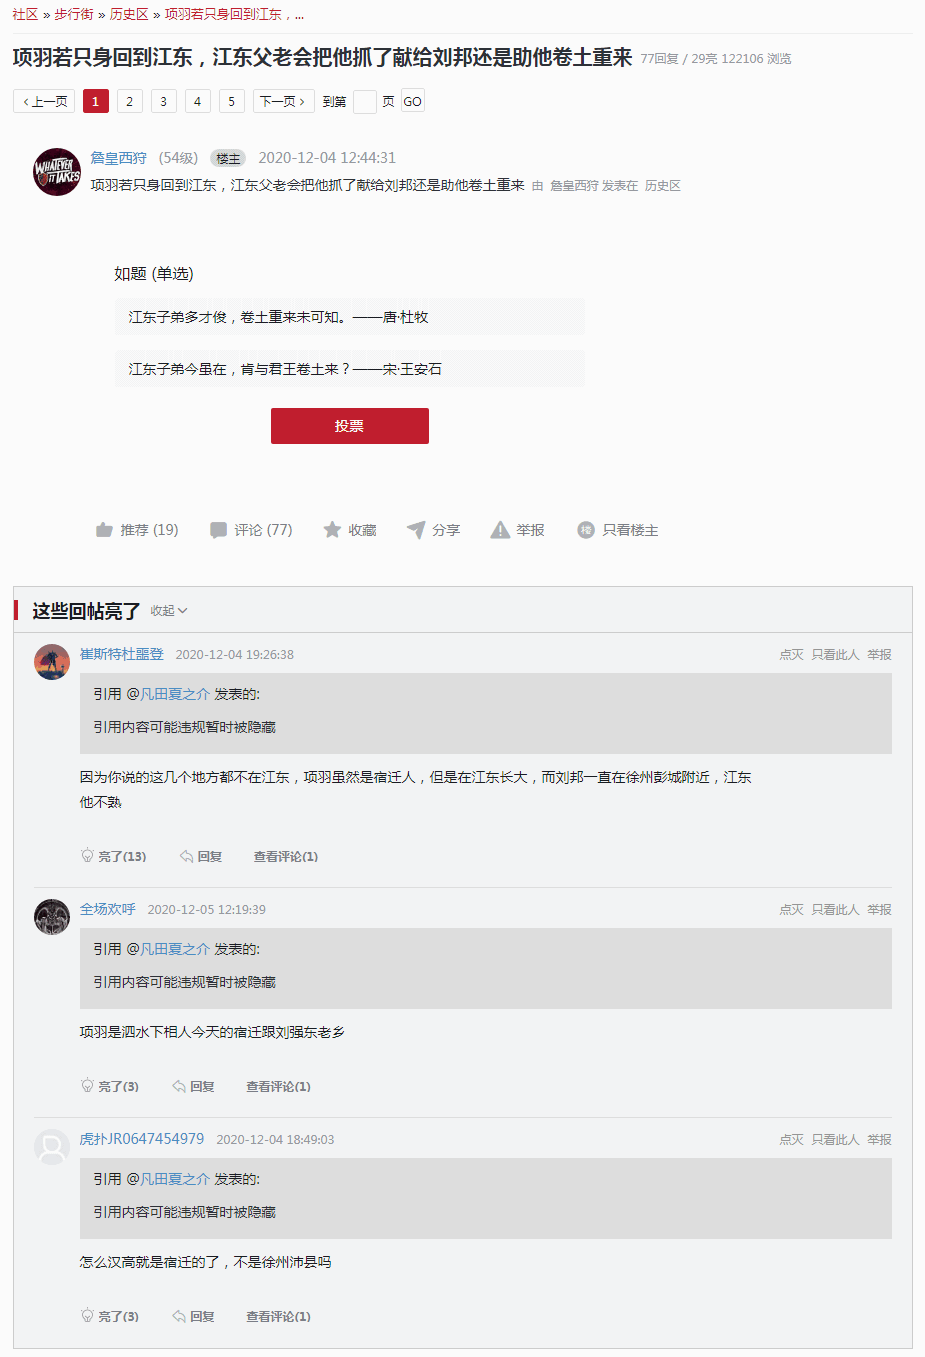 社区 » 步行街 » 历史区 » 项羽若只身回到江东，...
项羽若只身回到江东，江东父老会把他抓了献给刘邦还是助他卷土重来 77回复 / 29亮 122106 浏览
‹ 上一页 1 2 3 4 5 下一页 › 到第 页 GO
WHATEVER IT TAKES
詹皇西狩 (54级) 楼主 2020-12-04 12:44:31
项羽若只身回到江东，江东父老会把他抓了献给刘邦还是助他卷土重来 由 詹皇西狩 发表在 历史区
如题 (单选)
江东子弟多才俊，卷土重来未可知。——唐·杜牧
江东子弟今虽在，肯与君王卷土来？——宋·王安石
投票
推荐 (19) 评论 (77) 收藏 分享 举报 楼 只看楼主
这些回帖亮了 收起
崔斯特杜噩登 2020-12-04 19:26:38 点灭 只看此人 举报
引用 @凡田夏之介 发表的:
引用内容可能违规暂时被隐藏
因为你说的这几个地方都不在江东，项羽虽然是宿迁人，但是在江东长大，而刘邦一直在徐州彭城附近，江东
他不熟
亮了(13) 回复 查看评论(1)
全场欢呼 2020-12-05 12:19:39 点灭 只看此人 举报
引用 @凡田夏之介 发表的:
引用内容可能违规暂时被隐藏
项羽是泗水下相人今天的宿迁跟刘强东老乡
亮了(3) 回复 查看评论(1)
虎扑JR0647454979 2020-12-04 18:49:03 点灭 只看此人 举报
引用 @凡田夏之介 发表的:
引用内容可能违规暂时被隐藏
怎么汉高就是宿迁的了，不是徐州沛县吗
亮了(3) 回复 查看评论(1)